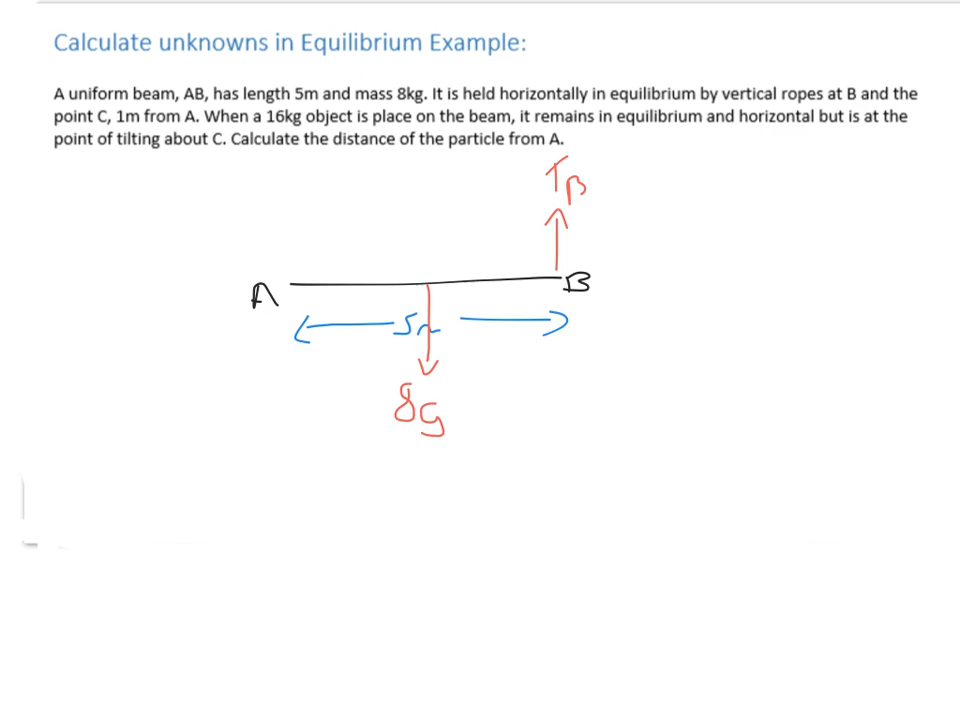 Calculate unknowns in Equilibrium Example:
A uniform beam, AB, has length 5m and mass 8kg. It is held horizontally in equilibrium by vertical ropes at B and the
point C, 1m from A. When a 16kg object is place on the beam, it remains in equilibrium and horizontal but is at the
point of tilting about C. Calculate the distance of the particle from A.
TB
A B
5m
8g